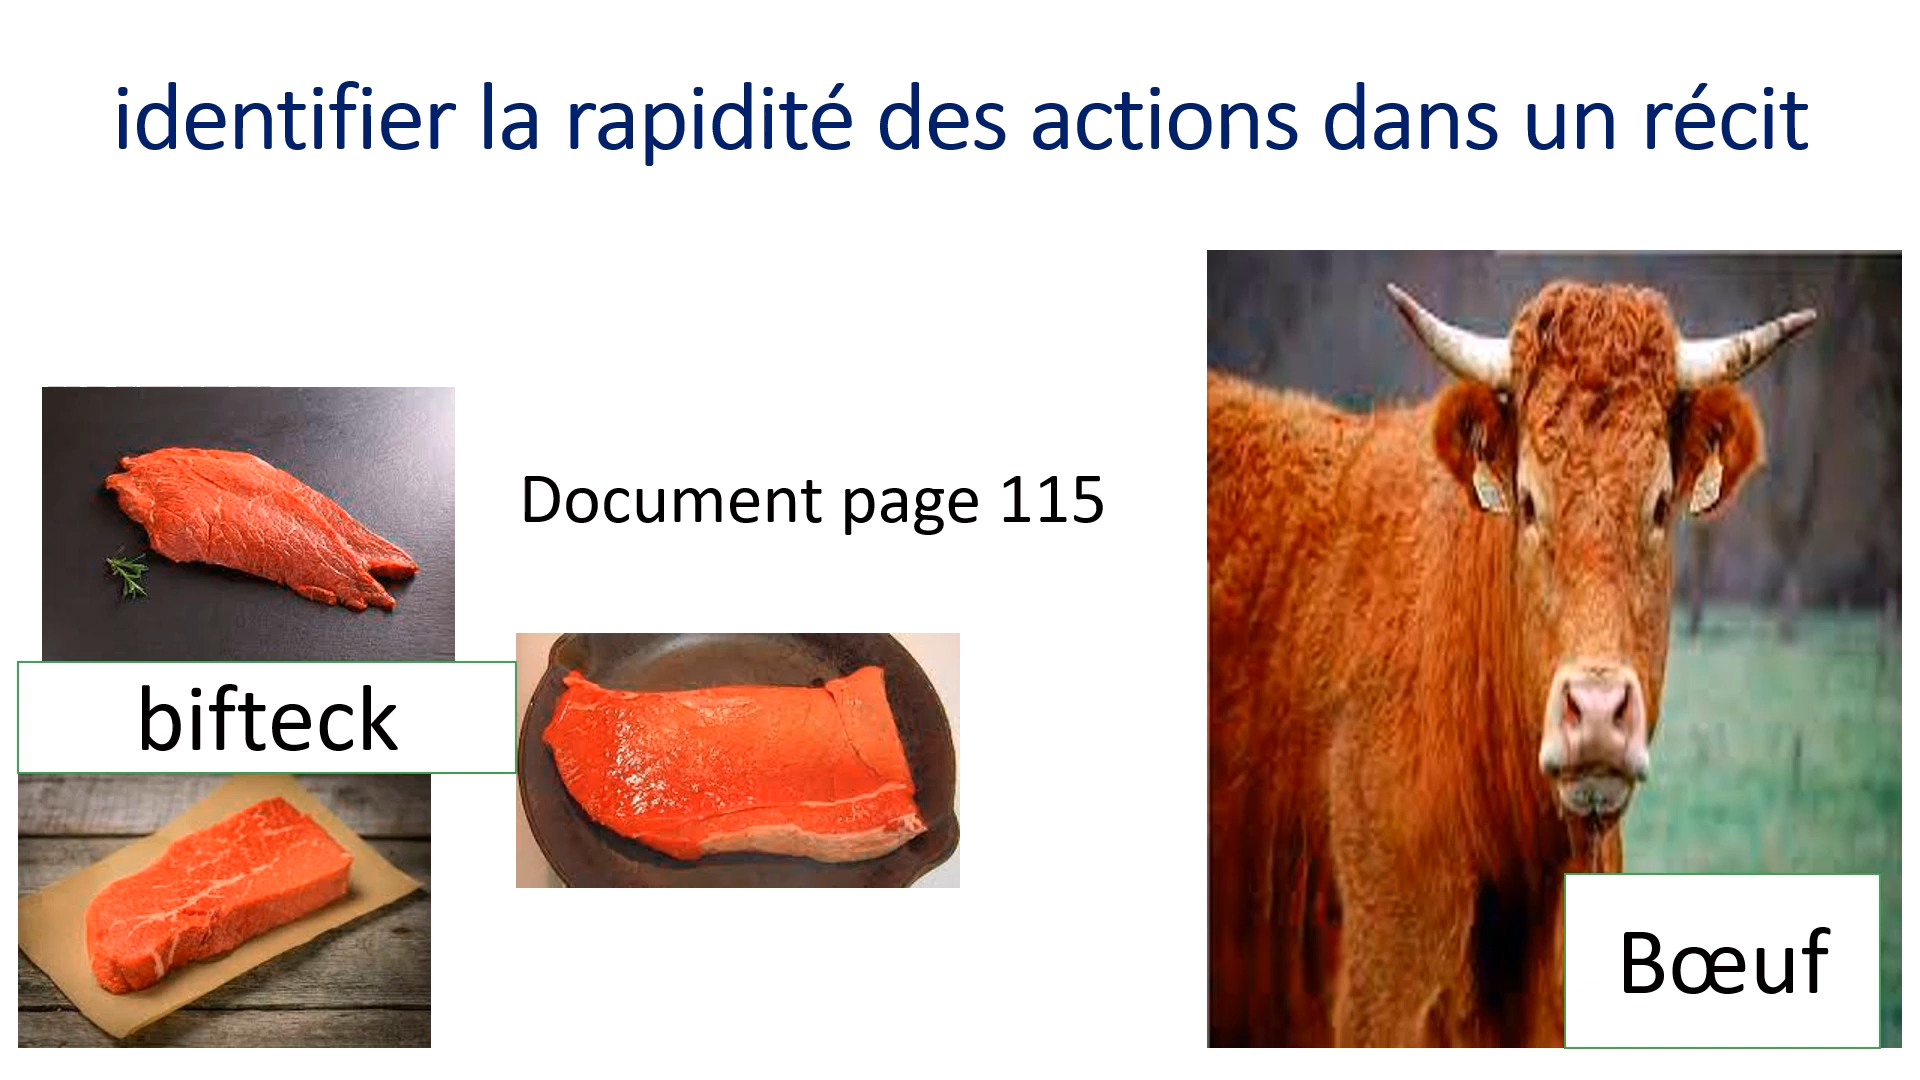 identifier la rapidité des actions dans un récit
Document page 115
bifteck
Bœuf